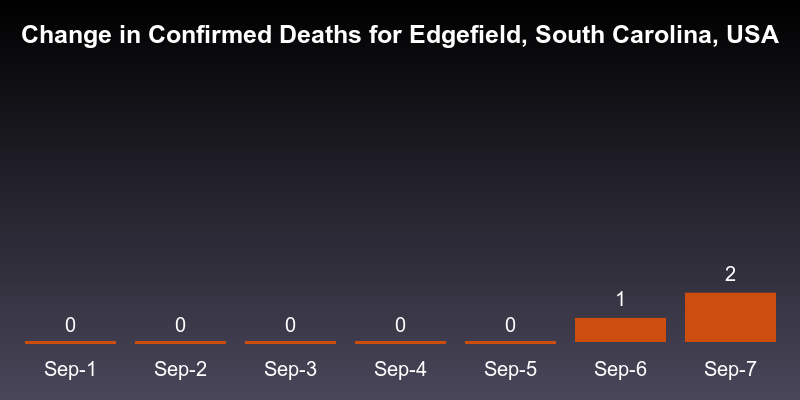 Change in Confirmed Deaths for Edgefield, South Carolina, USA
0 0 0 0 0 1 2
Sep-1 Sep-2 Sep-3 Sep-4 Sep-5 Sep-6 Sep-7